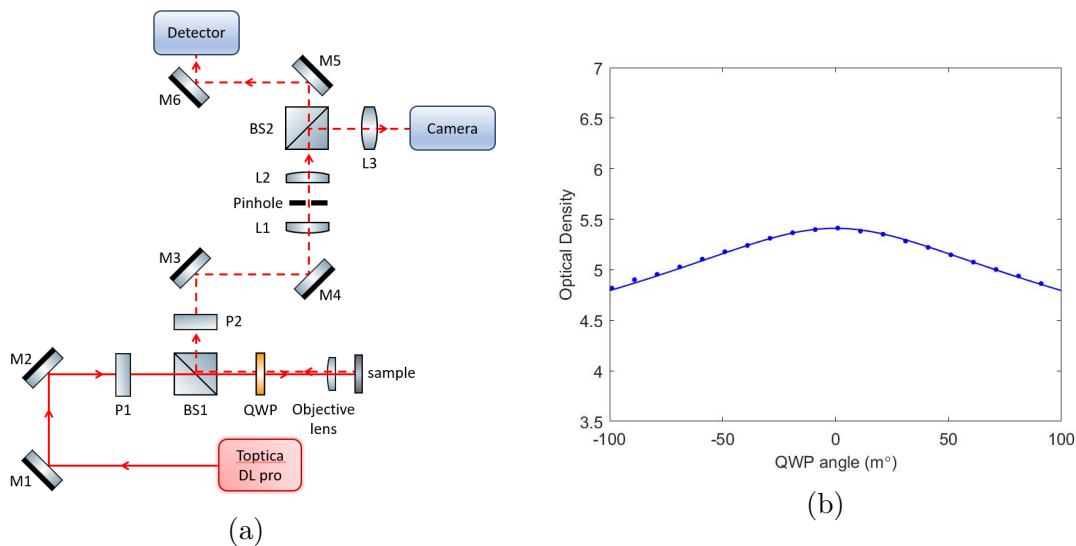 Detector
M5
M6
BS2
Camera
L3
L2
Pinhole
L1
M3
M4
P2
M2
sample
P1
BS1
QWP
Objective
lens
Toptica
DL pro
M1
(a)
7
6.5
6
5.5
5
4.5
4
3.5
Optical Density
-100
-50
0
50
100
QWP angle (m°)
(b)